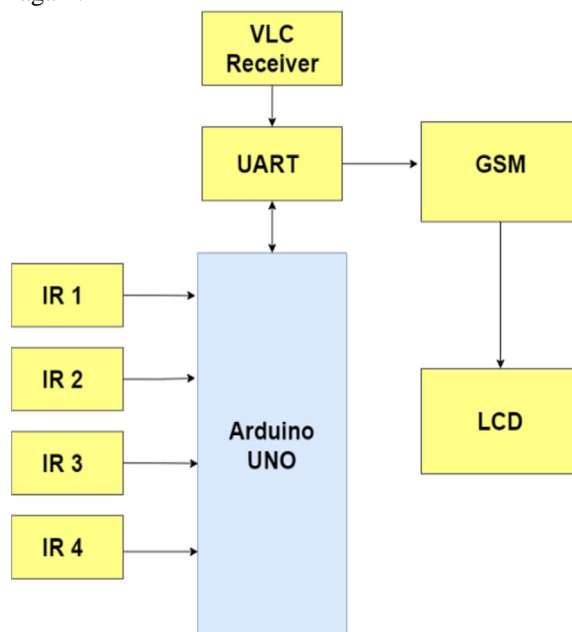 VLC
Receiver
UART
GSM
IR 1
IR 2
IR 3
IR 4
Arduino
UNO
LCD